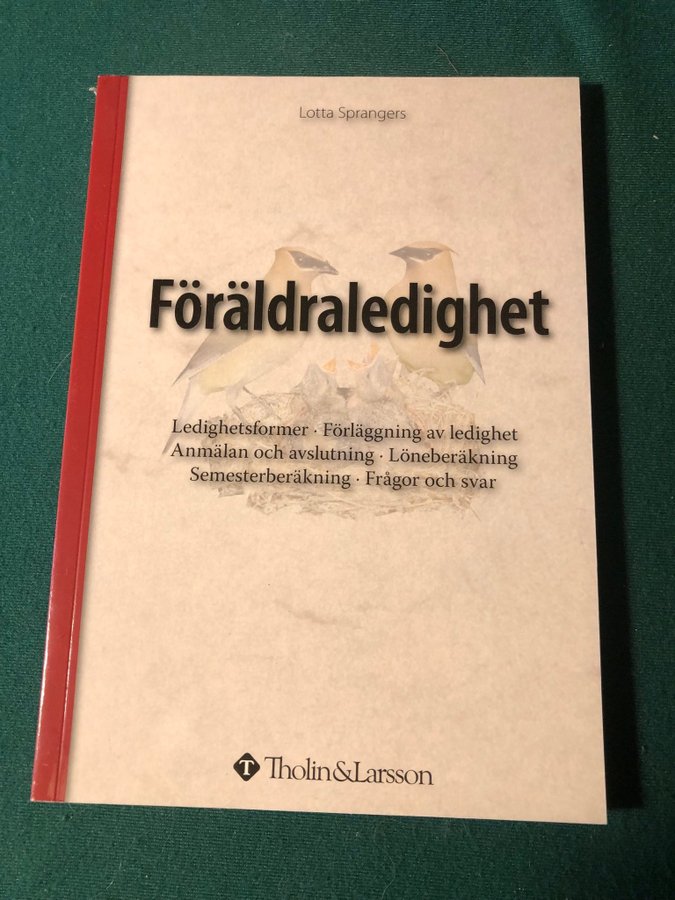 Lotta Sprangers
Föräldraledighet
Ledighetsformer · Förläggning av ledighet
Anmälan och avslutning · Löneberäkning
Semesterberäkning · Frågor och svar
T Tholin&Larsson